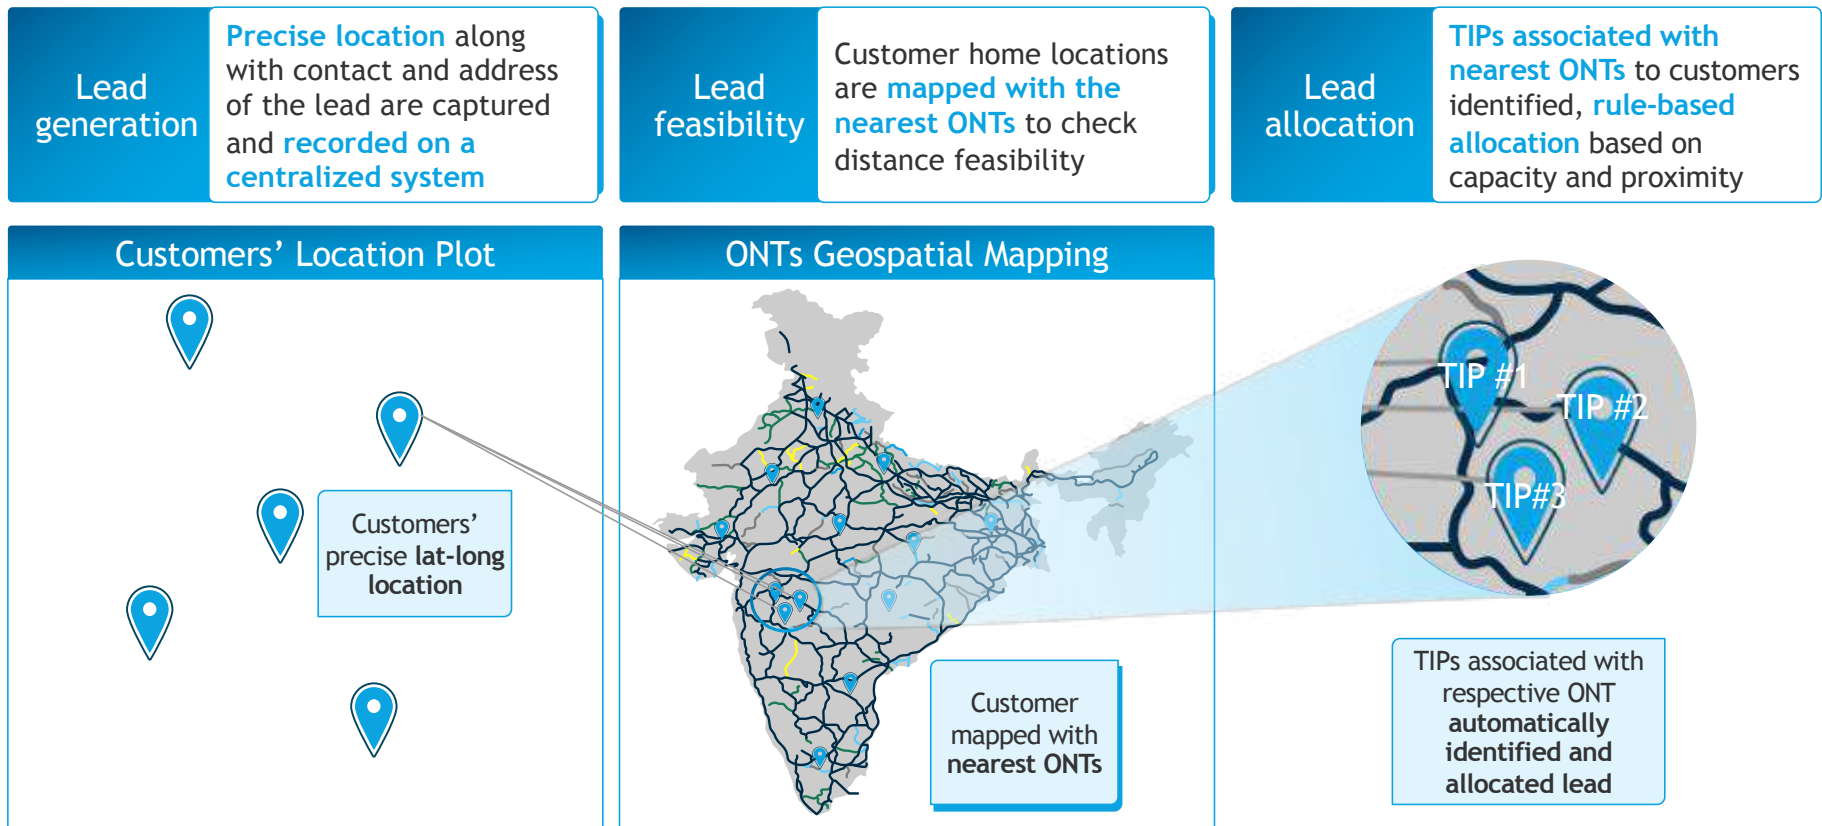 Lead
generation
Precise location along
with contact and address
of the lead are captured
and recorded on a
centralized system
Lead
feasibility
Customer home locations
are mapped with the
nearest ONTs to check
distance feasibility
Lead
allocation
TIPs associated with
nearest ONTs to customers
identified, rule-based
allocation based on
capacity and proximity
Customers’ Location Plot
Customers’
precise lat-long
location
ONTs Geospatial Mapping
Customer
mapped with
nearest ONTs
TIP #1
TIP #2
TIP#3
TIPs associated with
respective ONT
automatically
identified and
allocated lead